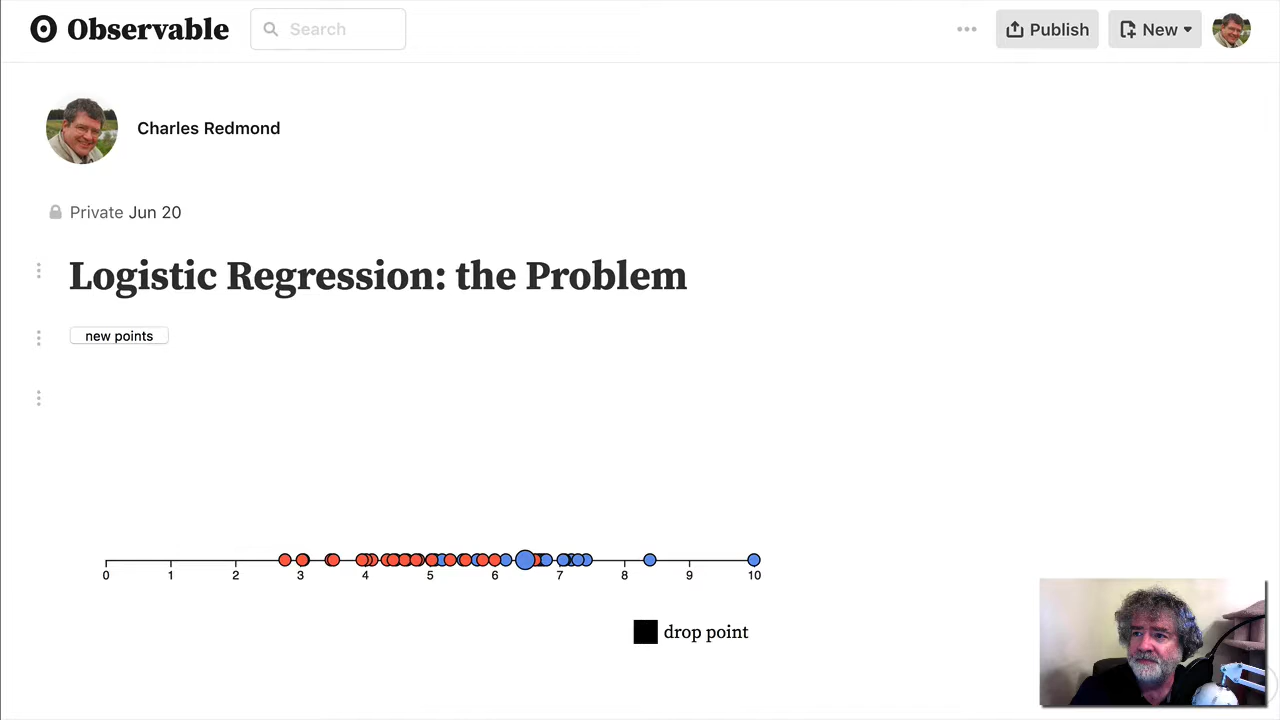 Observable
Search
Publish
New
Charles Redmond
Private Jun 20
Logistic Regression: the Problem
new points
0 1 2 3 4 5 6 7 8 9 10
drop point